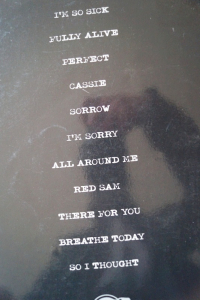 I'M SO SICK
FULLY ALIVE
PERFECT
CASSIE
SORROW
I'M SORRY
ALL AROUND ME
RED SAM
THERE FOR YOU
BREATHE TODAY
SO I THOUGHT